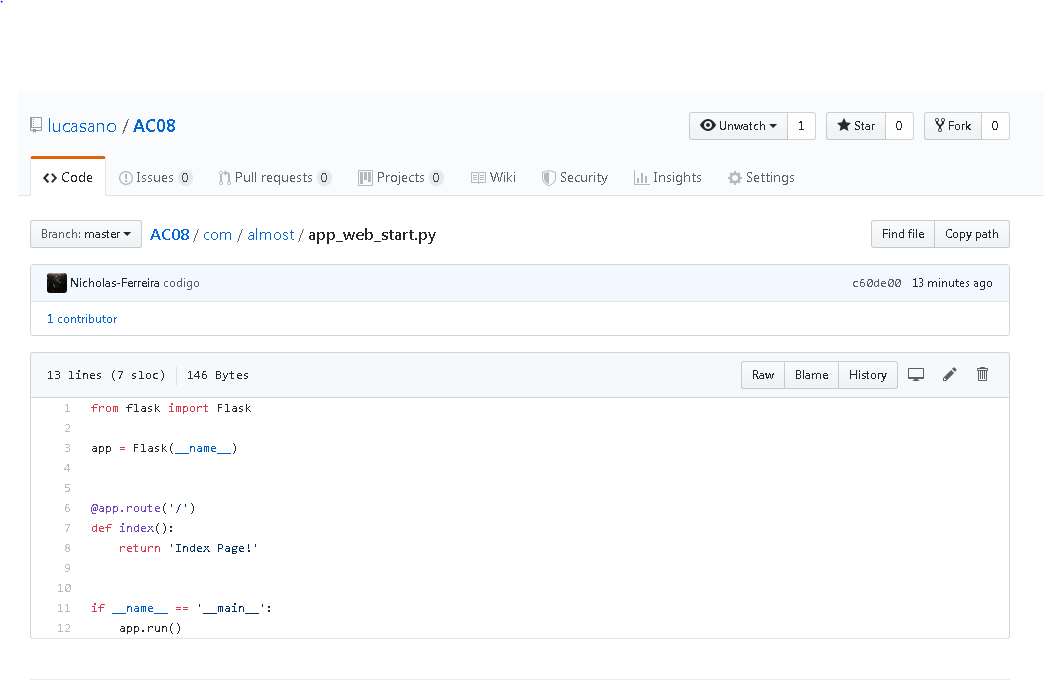 lucasano / AC08
Unwatch 1 Star 0 Fork 0
Code Issues 0 Pull requests 0 Projects 0 Wiki Security Insights Settings
Branch: master AC08 / com / almost / app_web_start.py Find file Copy path
Nicholas-Ferreira codigo c60de00 13 minutes ago
1 contributor
13 lines (7 sloc) 146 Bytes Raw Blame History
1 from flask import Flask
2
3 app = Flask(__name__)
4
5
6 @app.route('/')
7 def index():
8     return 'Index Page!'
9
10
11 if __name__ == '__main__':
12     app.run()